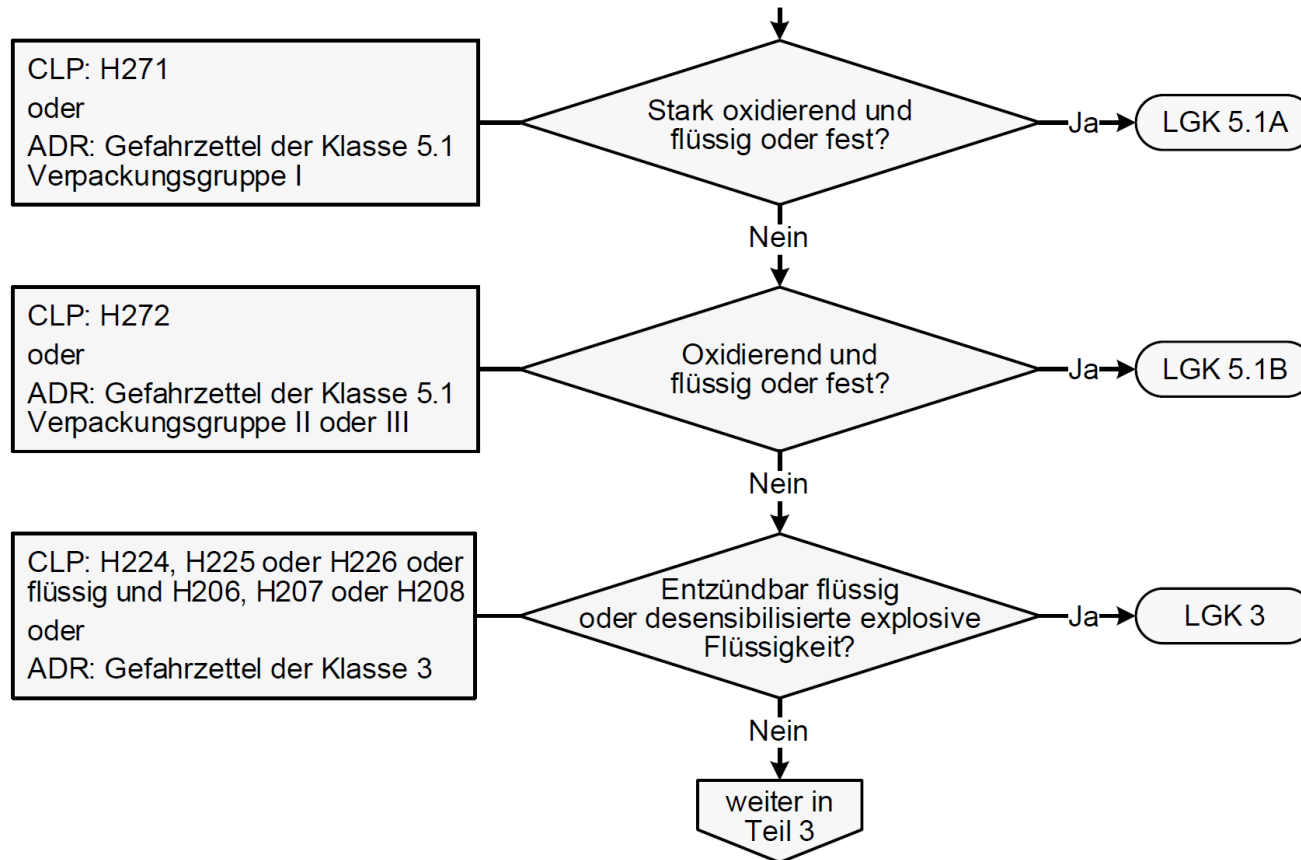 CLP: H271
oder
ADR: Gefahrzettel der Klasse 5.1
Verpackungsgruppe I
Stark oxidierend und
flüssig oder fest?
Ja
LGK 5.1A
Nein
CLP: H272
oder
ADR: Gefahrzettel der Klasse 5.1
Verpackungsgruppe II oder III
Oxidierend und
flüssig oder fest?
Ja
LGK 5.1B
Nein
CLP: H224, H225 oder H226 oder
flüssig und H206, H207 oder H208
oder
ADR: Gefahrzettel der Klasse 3
Entzündbar flüssig
oder desensibilisierte explosive
Flüssigkeit?
Ja
LGK 3
Nein
weiter in
Teil 3